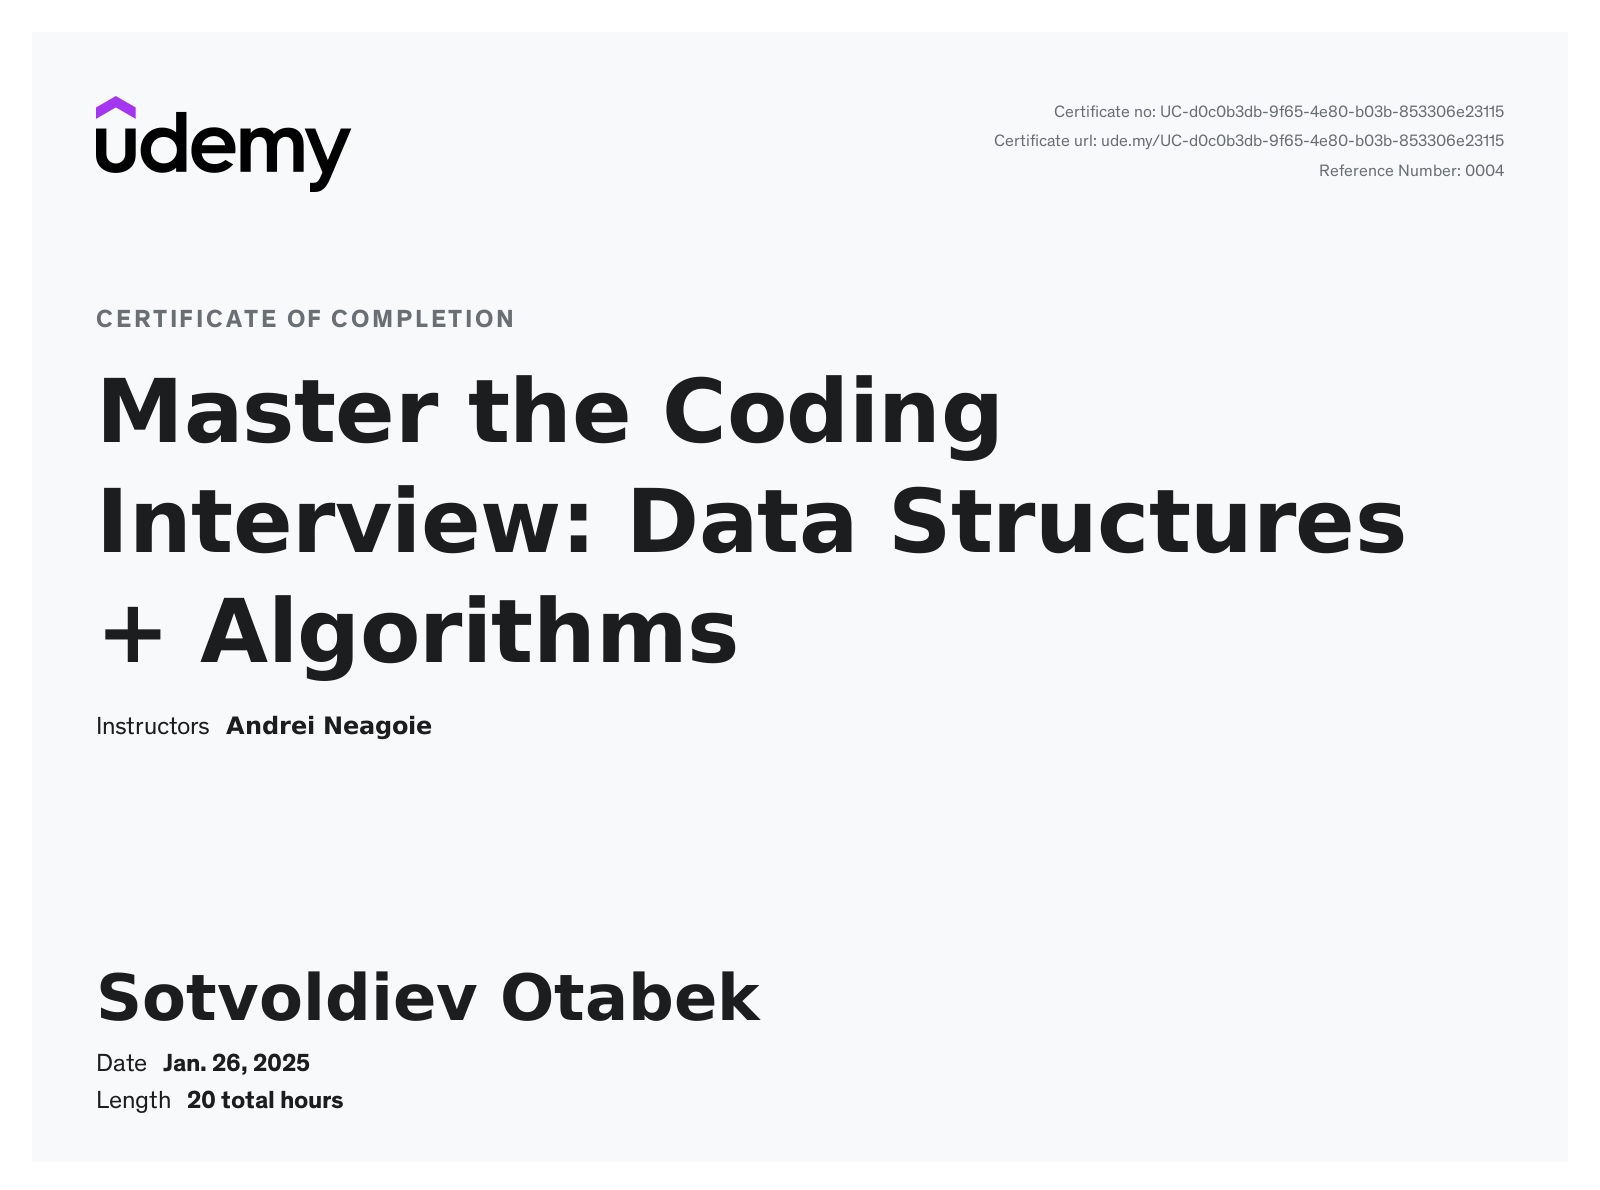 udemy
Certificate no: UC-d0c0b3db-9f65-4e80-b03b-853306e23115
Certificate url: ude.my/UC-d0c0b3db-9f65-4e80-b03b-853306e23115
Reference Number: 0004
CERTIFICATE OF COMPLETION
Master the Coding
Interview: Data Structures
+ Algorithms
Instructors Andrei Neagoie
Sotvoldiev Otabek
Date Jan. 26, 2025
Length 20 total hours